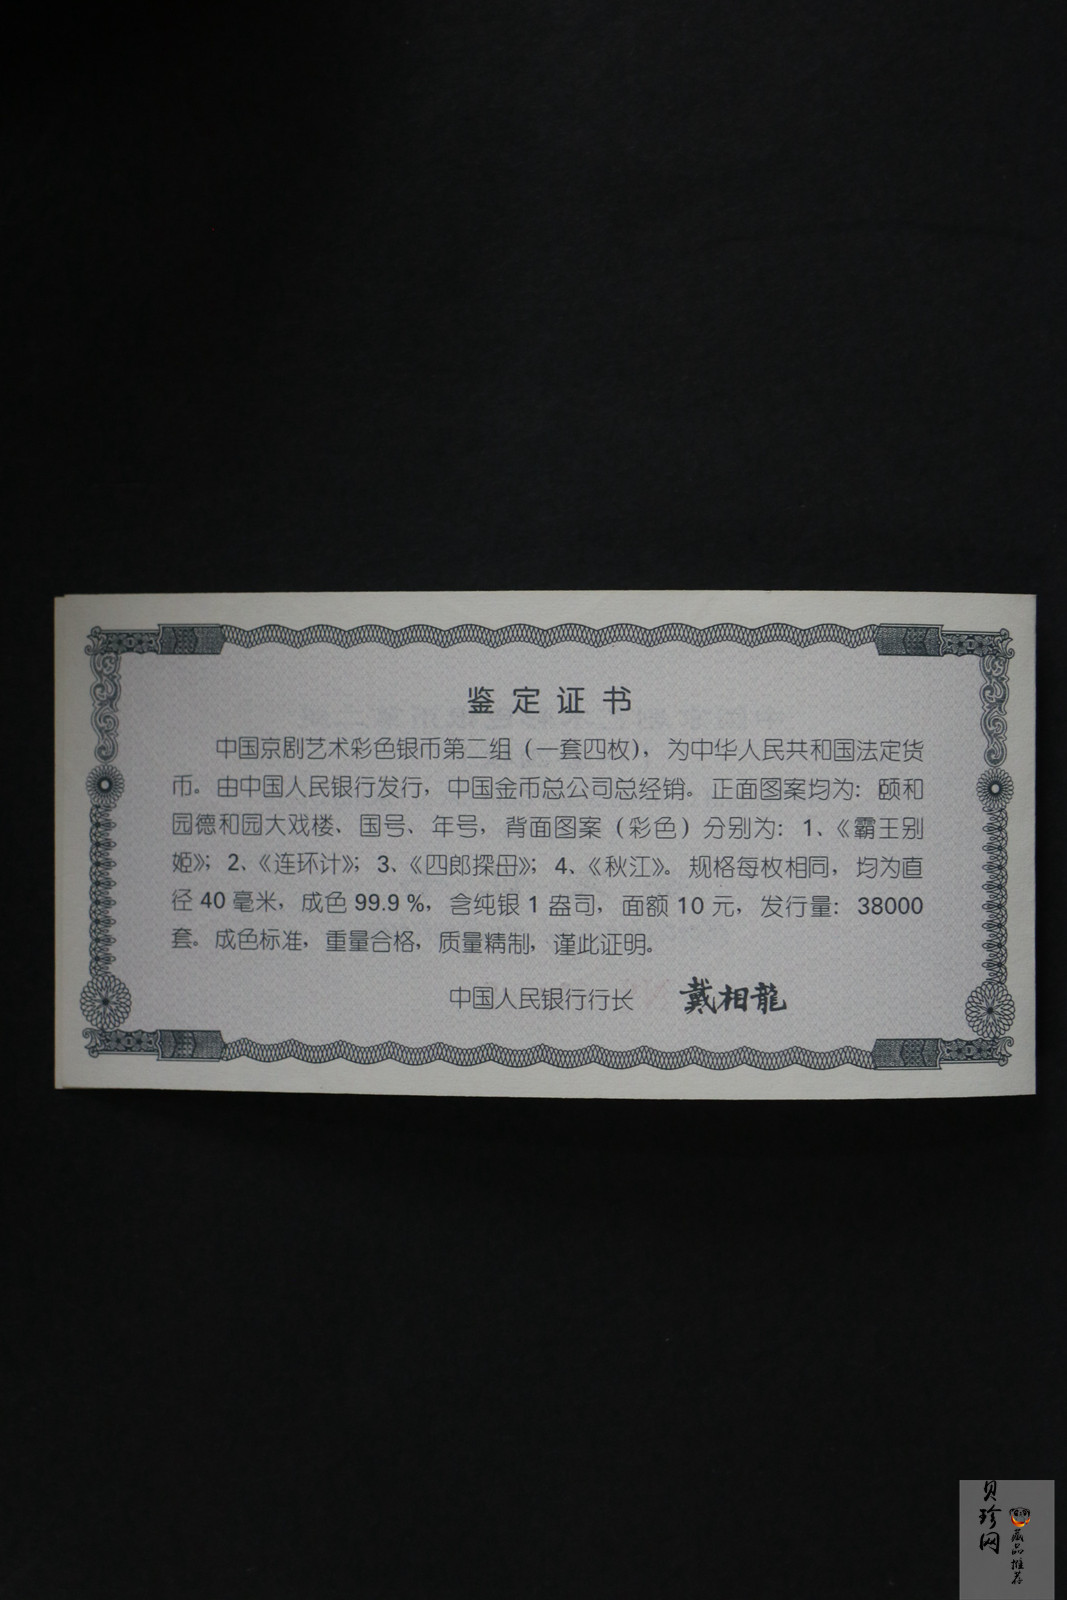 鉴定证书
中国京剧艺术彩色银币第二组（一套四枚），为中华人民共和国法定货
币。由中国人民银行发行，中国金币总公司总经销。正面图案均为：颐和
园德和园大戏楼、国号、年号，背面图案（彩色）分别为：1、《霸王别
姬》；2、《连环计》；3、《四郎探母》；4、《秋江》。规格每枚相同，均为直
径40毫米，成色99.9%，含纯银1盎司，面额10元，发行量：38000
套。成色标准，重量合格，质量精制，谨此证明。
中国人民银行行长 戴相龍
贝珍网
藏品推荐